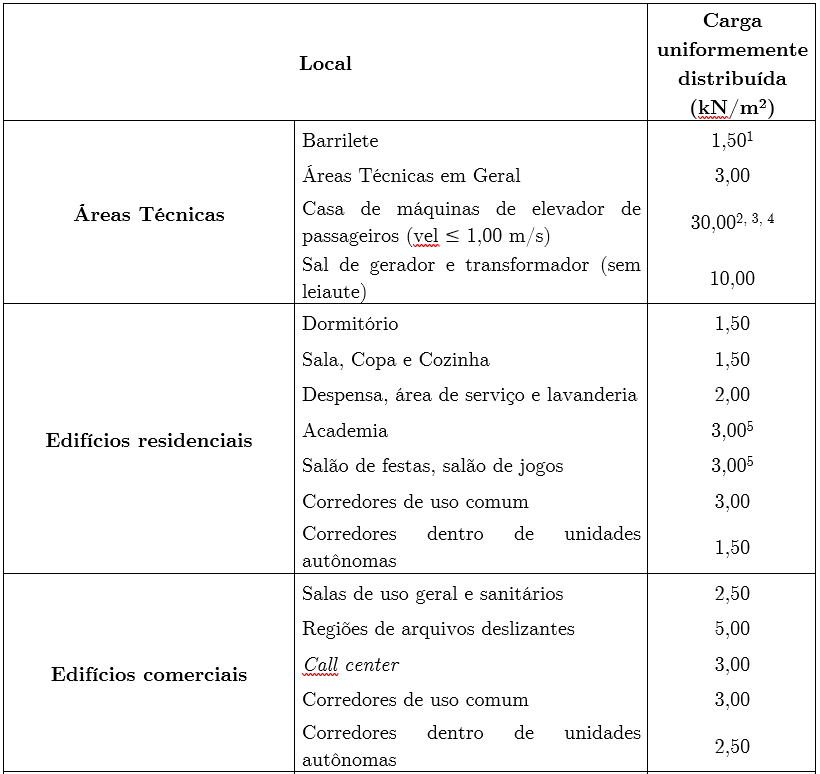 Local
Carga
uniformemente
distribuída
(kN/m²)
Áreas Técnicas
Barrilete
1,50¹
Áreas Técnicas em Geral
3,00
Casa de máquinas de elevador de
passageiros (vel ≤ 1,00 m/s)
30,00²˒ ³˒ ⁴
Sal de gerador e transformador (sem
leiaute)
10,00
Edifícios residenciais
Dormitório
1,50
Sala, Copa e Cozinha
1,50
Despensa, área de serviço e lavanderia
2,00
Academia
3,00⁵
Salão de festas, salão de jogos
3,00⁵
Corredores de uso comum
3,00
Corredores dentro de unidades
autônomas
1,50
Edifícios comerciais
Salas de uso geral e sanitários
2,50
Regiões de arquivos deslizantes
5,00
Call center
3,00
Corredores de uso comum
3,00
Corredores dentro de unidades
autônomas
2,50